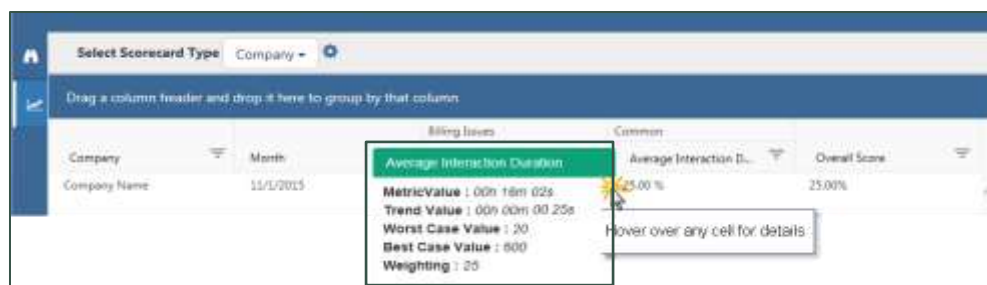 Select Scorecard Type Company
Drag a column header and drop it here to group by that column
Billing Issues Common
Company Month Average Interaction D... Overall Score
Company Name 11/1/2015 25.00 % 25.00%
Average Interaction Duration
MetricValue : 00h 16m 02s
Trend Value : 00h 00m 00.25s
Worst Case Value : 20
Best Case Value : 600
Weighting : 25
Hover over any cell for details